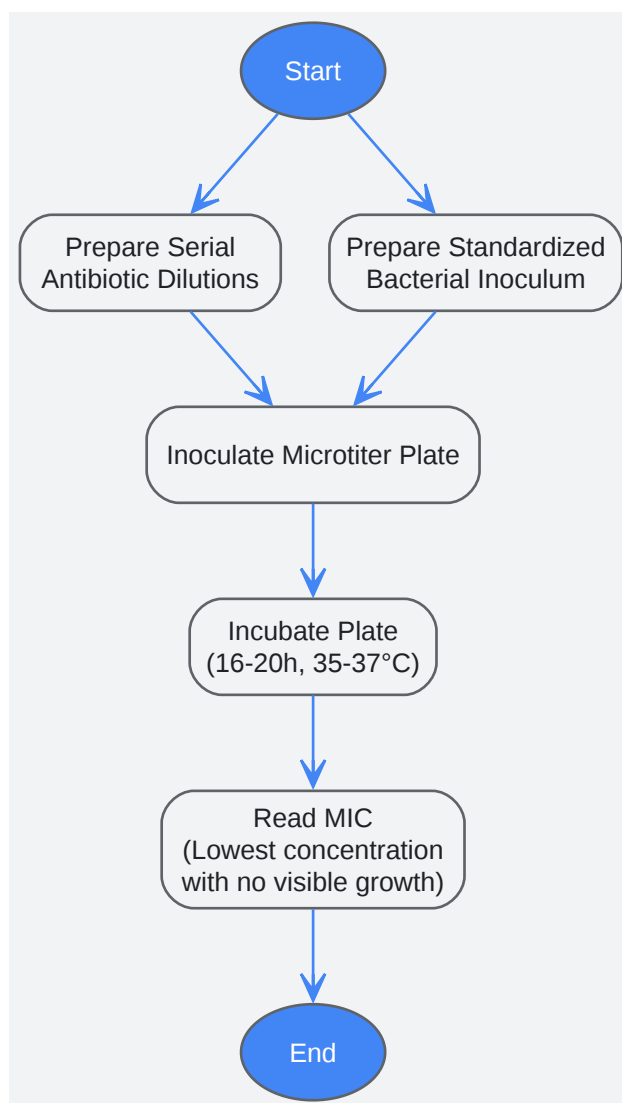 Start
Prepare Serial
Antibiotic Dilutions
Prepare Standardized
Bacterial Inoculum
Inoculate Microtiter Plate
Incubate Plate
(16-20h, 35-37°C)
Read MIC
(Lowest concentration
with no visible growth)
End